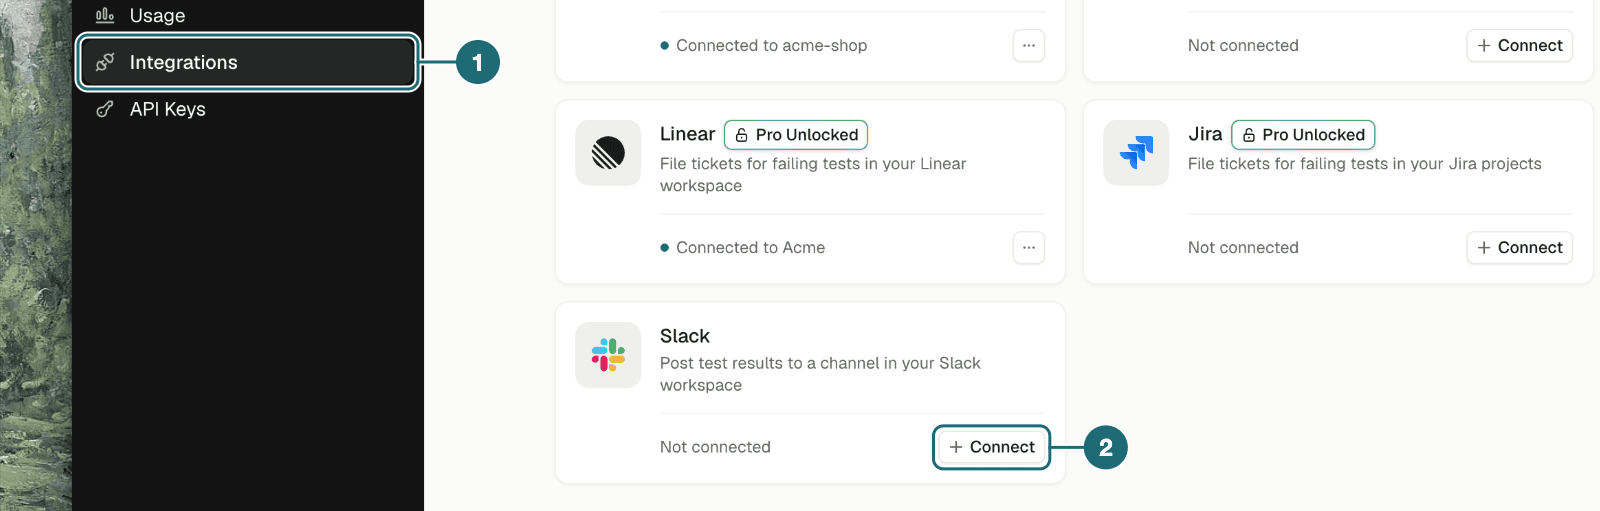 Usage
Integrations
1
API Keys
Connected to acme-shop
···
Not connected
+ Connect
Linear
Pro Unlocked
File tickets for failing tests in your Linear
workspace
Connected to Acme
···
Jira
Pro Unlocked
File tickets for failing tests in your Jira projects
Not connected
+ Connect
Slack
Post test results to a channel in your Slack
workspace
Not connected
+ Connect
2